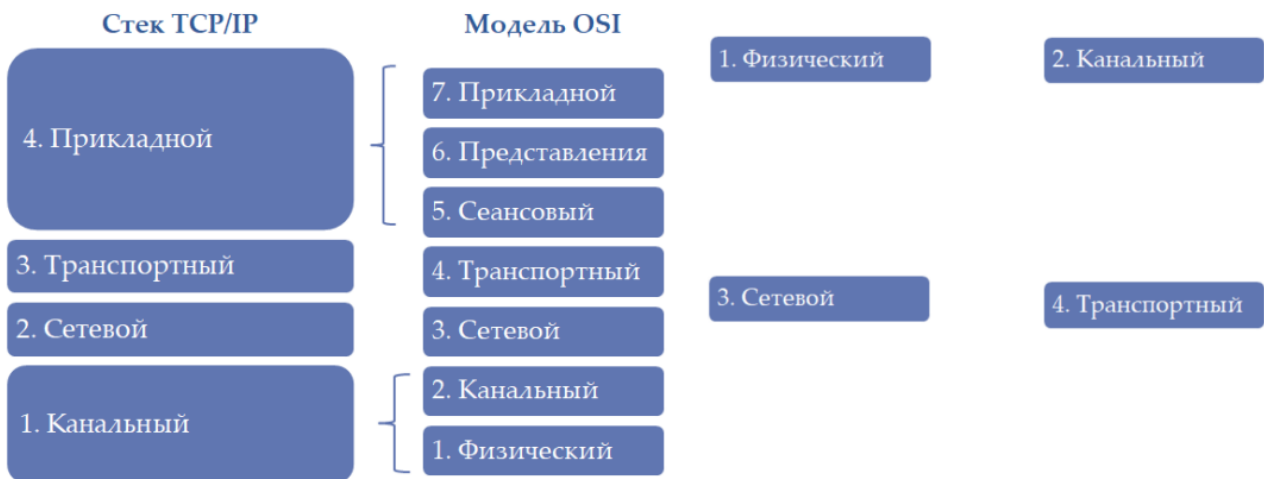 Стек TCP/IP
4. Прикладной
3. Транспортный
2. Сетевой
1. Канальный
Модель OSI
7. Прикладной
6. Представления
5. Сеансовый
4. Транспортный
3. Сетевой
2. Канальный
1. Физический
1. Физический
2. Канальный
3. Сетевой
4. Транспортный